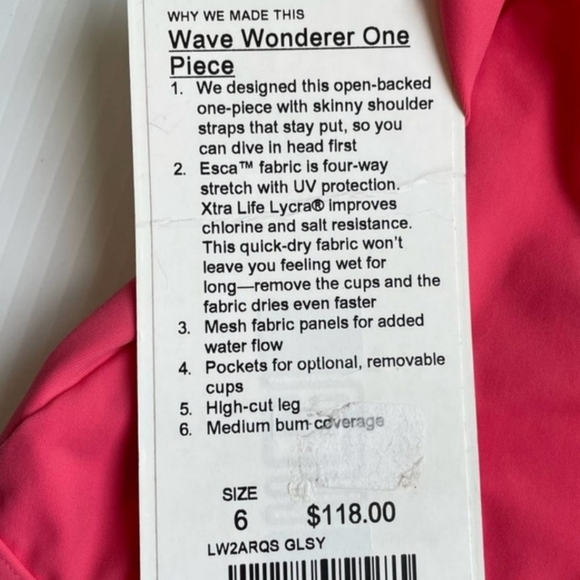 WHY WE MADE THIS
Wave Wonderer One
Piece
1. We designed this open-backed
one-piece with skinny shoulder
straps that stay put, so you
can dive in head first
2. Esca™ fabric is four-way
stretch with UV protection.
Xtra Life Lycra® improves
chlorine and salt resistance.
This quick-dry fabric won't
leave you feeling wet for
long—remove the cups and the
fabric dries even faster
3. Mesh fabric panels for added
water flow
4. Pockets for optional, removable
cups
5. High-cut leg
6. Medium bum coverage
SIZE
6 $118.00
LW2ARQS GLSY